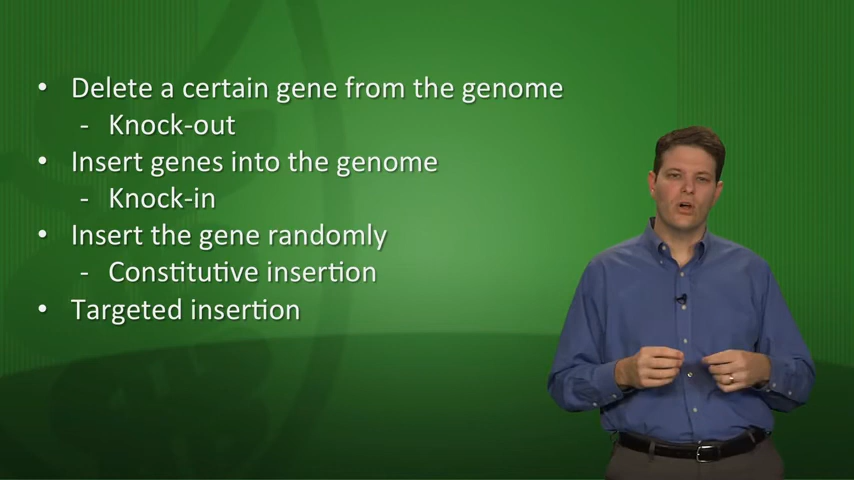 • Delete a certain gene from the genome
- Knock-out
• Insert genes into the genome
- Knock-in
• Insert the gene randomly
- Constitutive insertion
• Targeted insertion